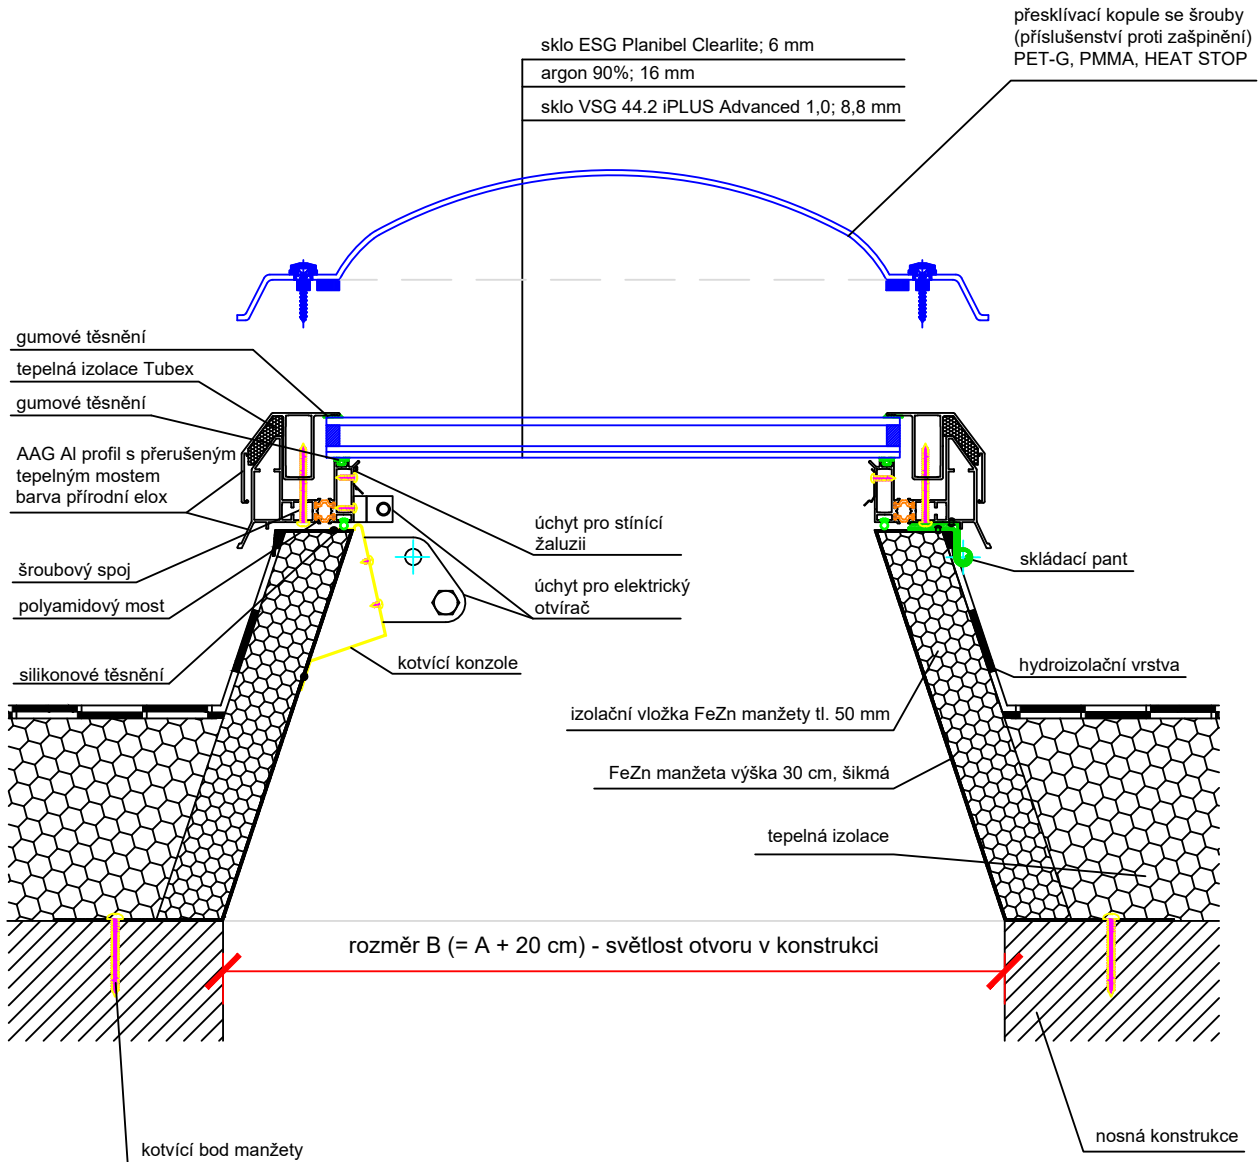 přesklívací kopule se šrouby
(příslušenství proti zašpinění)
PET-G, PMMA, HEAT STOP
sklo ESG Planibel Clearlite; 6 mm
argon 90%; 16 mm
sklo VSG 44.2 iPLUS Advanced 1,0; 8,8 mm
gumové těsnění
tepelná izolace Tubex
gumové těsnění
AAG Al profil s přerušeným
tepelným mostem
barva přírodní elox
šroubový spoj
polyamidový most
silikonové těsnění
úchyt pro stínící
žaluzii
úchyt pro elektrický
otvírač
kotvící konzole
skládací pant
hydroizolační vrstva
izolační vložka FeZn manžety tl. 50 mm
FeZn manžeta výška 30 cm, šikmá
tepelná izolace
rozměr B (= A + 20 cm) - světlost otvoru v konstrukci
kotvící bod manžety
nosná konstrukce